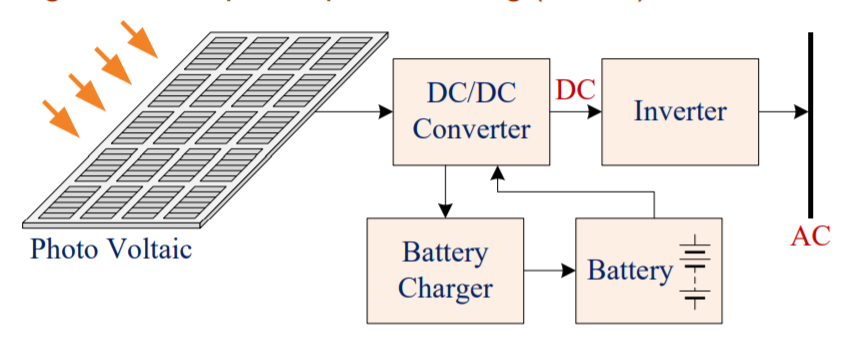 DC/DC
Converter
DC
Inverter
Photo Voltaic
Battery
Charger
Battery
AC